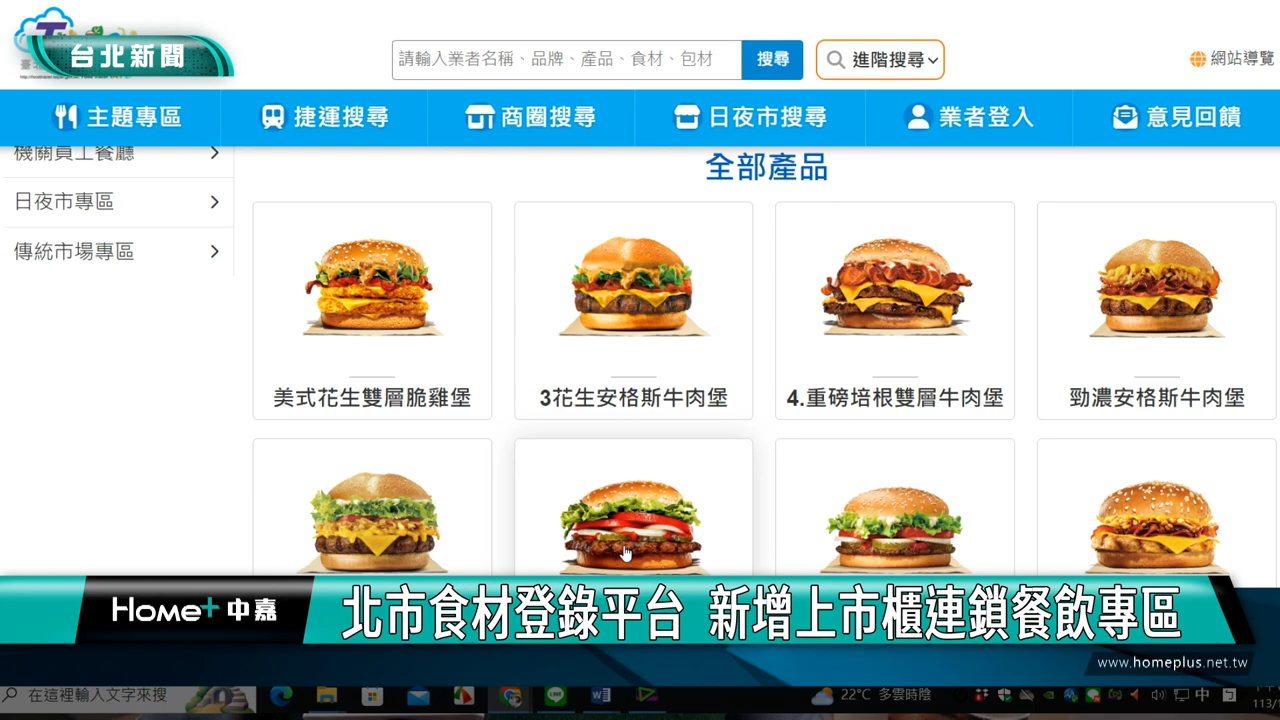 台北新聞
請輸入業者名稱、品牌、產品、食材、包材
搜尋
進階搜尋
網站導覽
主題專區
捷運搜尋
商圈搜尋
日夜市搜尋
業者登入
意見回饋
機關員工餐廳
日夜市專區
傳統市場專區
全部產品
美式花生雙層脆雞堡
3花生安格斯牛肉堡
4.重磅培根雙層牛肉堡
勁濃安格斯牛肉堡
Home+中嘉
北市食材登錄平台 新增上市櫃連鎖餐飲專區
www.homeplus.net.tw
在這裡輸入文字來搜
22°C 多雲時陰
中